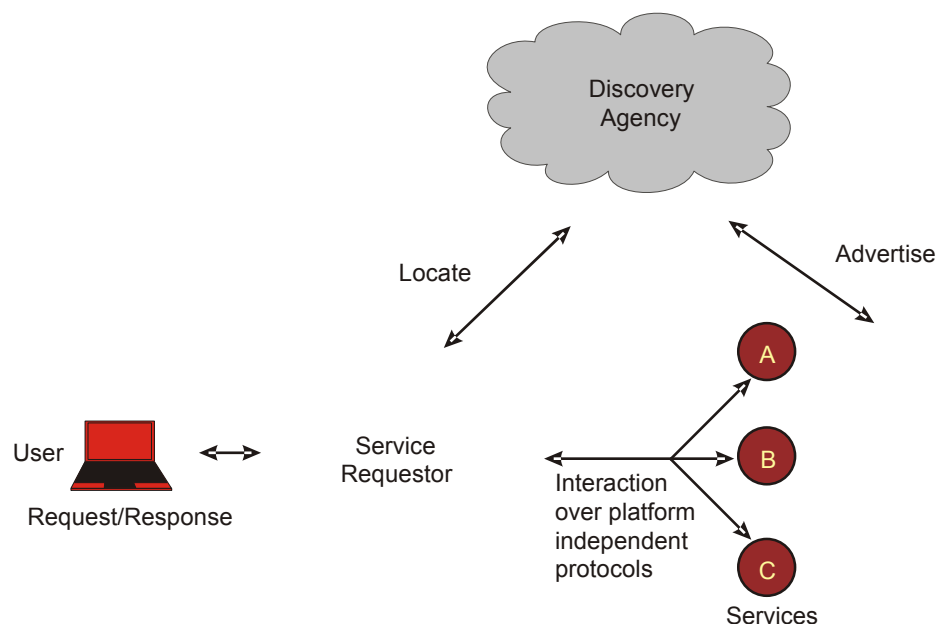 Discovery
Agency
Locate
Advertise
A
User
Service
Requestor
B
Request/Response
Interaction
over platform
independent
protocols
C
Services